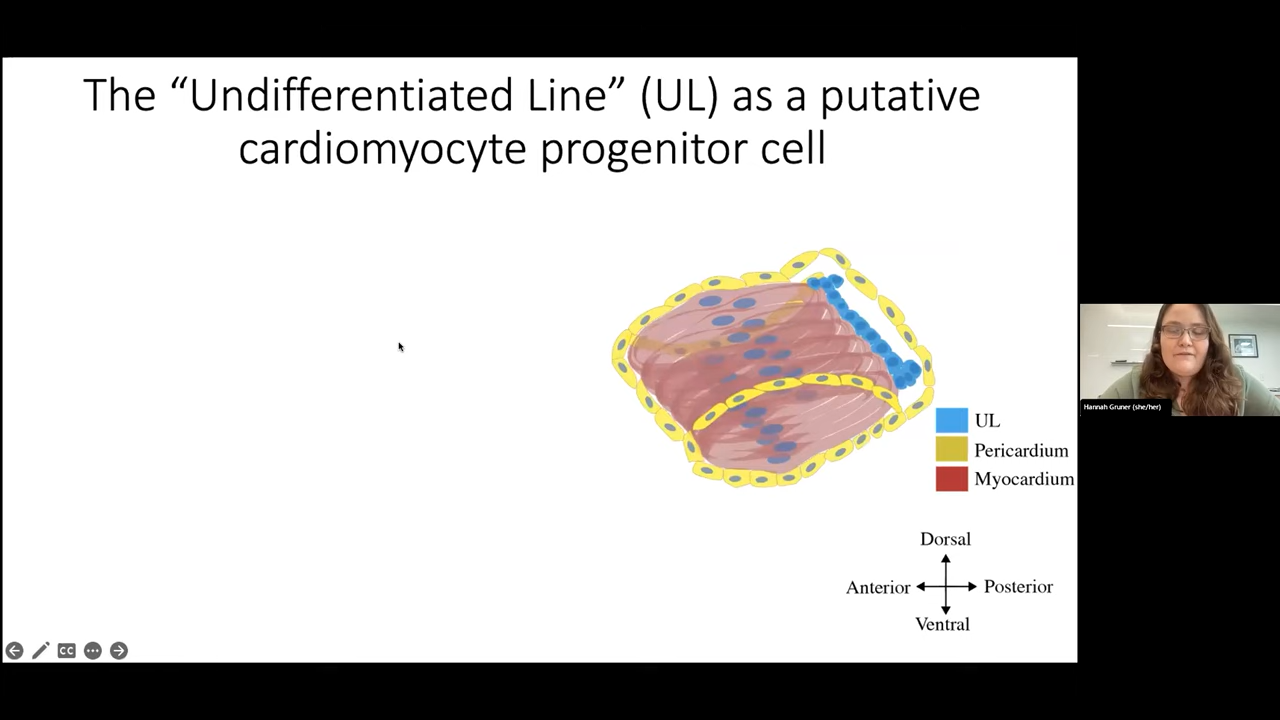 The “Undifferentiated Line” (UL) as a putative
cardiomyocyte progenitor cell
UL
Pericardium
Myocardium
Dorsal
Anterior
Posterior
Ventral
CC
Hannah Gruner (she/her)